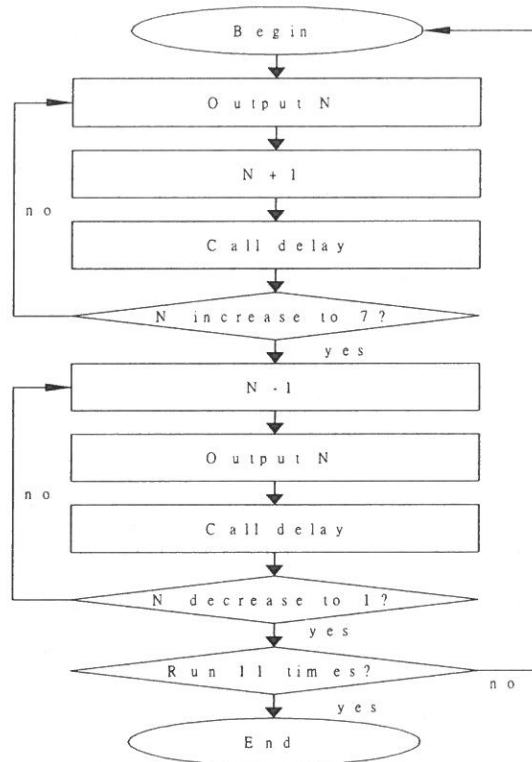 Begin
Output N
N + 1
no
Call delay
N increase to 7?
yes
N - 1
Output N
no
Call delay
N decrease to 1?
yes
Run 11 times?
no
yes
End